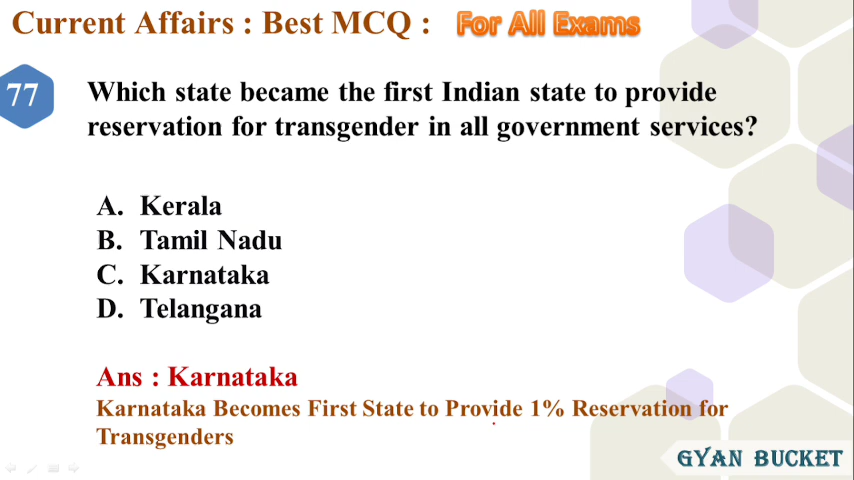 Current Affairs : Best MCQ : For All Exams
77
Which state became the first Indian state to provide
reservation for transgender in all government services?
A. Kerala
B. Tamil Nadu
C. Karnataka
D. Telangana
Ans : Karnataka
Karnataka Becomes First State to Provide 1% Reservation for
Transgenders
GYAN BUCKET